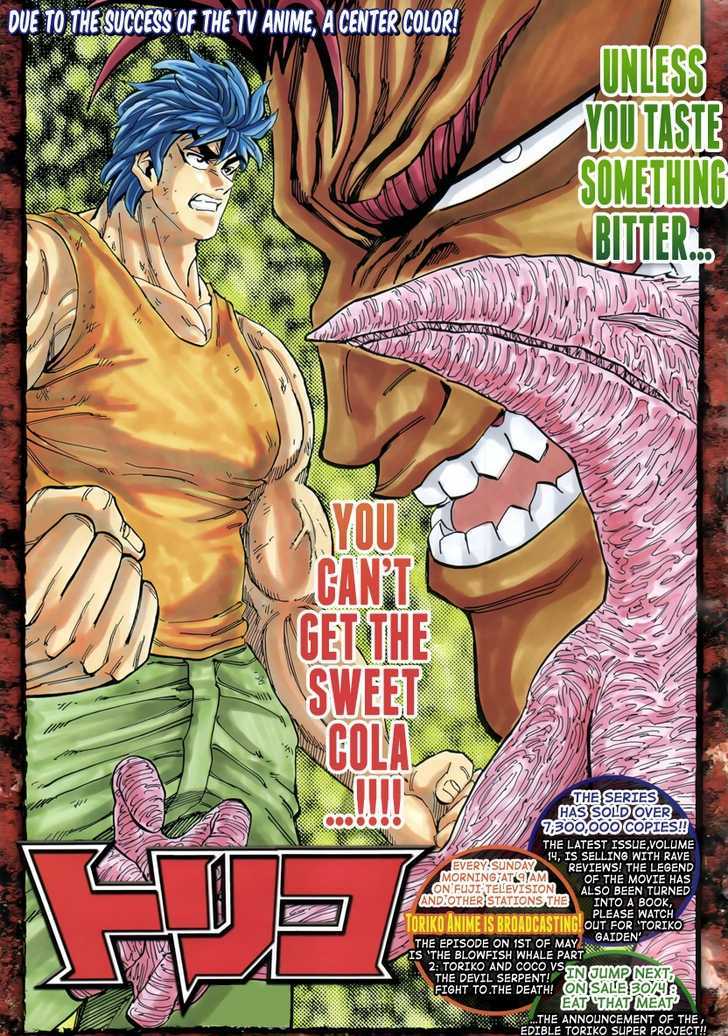 DUE TO THE SUCCESS OF THE TV ANIME, A CENTER COLOR!
UNLESS
YOU TASTE
SOMETHING
BITTER...
YOU
CAN'T
GET THE
SWEET
COLA
...!!!!
THE SERIES
HAS SOLD OVER
7,300,000 COPIES!!
THE LATEST ISSUE,VOLUME
14, IS SELLING WITH RAVE
REVIEWS! THE LEGEND
OF THE MOVIE HAS
ALSO BEEN TURNED
INTO A BOOK,
PLEASE WATCH
OUT FOR 'TORIKO
GAIDEN'
トリコ
EVERY SUNDAY
MORNING AT 9 AM
ON FUJI TELEVISION
AND OTHER STATIONS THE
TORIKO ANIME IS BROADCASTING!
THE EPISODE ON 1ST OF MAY
IS 'THE BLOWFISH WHALE PART
2: TORIKO AND COCO VS
THE DEVIL SERPENT!
FIGHT TO THE DEATH!
IN JUMP NEXT,
ON SALE 30/4
EAT 'THAT MEAT'
...THE ANNOUNCEMENT OF THE
EDIBLE TORIKO SUPER PROJECT!!